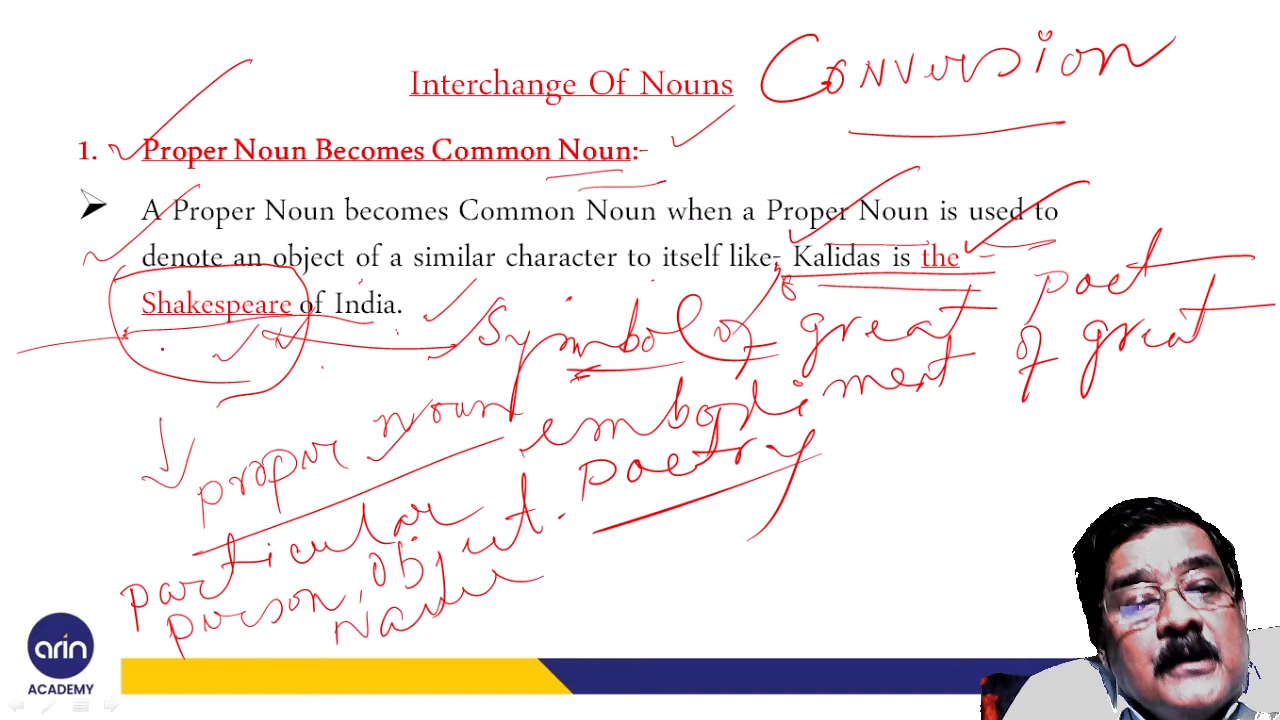 Interchange Of Nouns
Conversion
1. Proper Noun Becomes Common Noun:-
➤ A Proper Noun becomes Common Noun when a Proper Noun is used to
denote an object of a similar character to itself like- Kalidas is the
Shakespeare of India.
Symbol of great poet
embodiment of great
poetry
proper noun
particular
person, object.
arin
ACADEMY